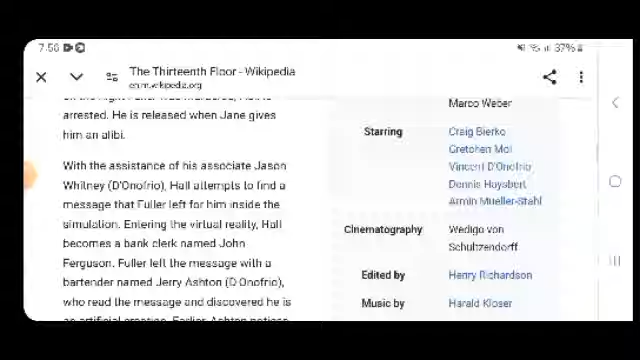 7:56
37%
The Thirteenth Floor - Wikipedia
en.m.wikipedia.org
arrested. He is released when Jane gives
him an alibi.
With the assistance of his associate Jason
Whitney (D'Onofrio), Hall attempts to find a
message that Fuller left for him inside the
simulation. Entering the virtual reality, Hall
becomes a bank clerk named John
Ferguson. Fuller left the message with a
bartender named Jerry Ashton (D'Onofrio),
who read the message and discovered he is
Marco Weber
Starring
Craig Bierko
Gretchen Mol
Vincent D'Onofrio
Dennis Haysbert
Armin Mueller-Stahl
Cinematography
Wedigo von
Schultzendorff
Edited by
Henry Richardson
Music by
Harald Kloser